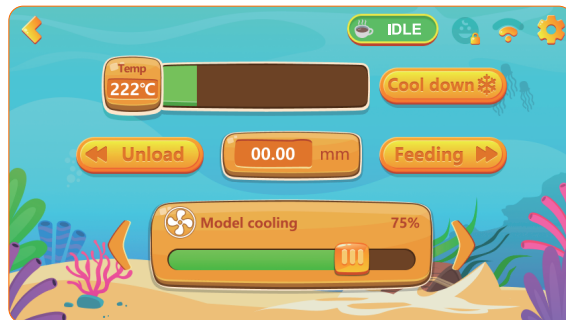 IDLE
Temp
222℃
Cool down
Unload
00.00 mm
Feeding
Model cooling 75%